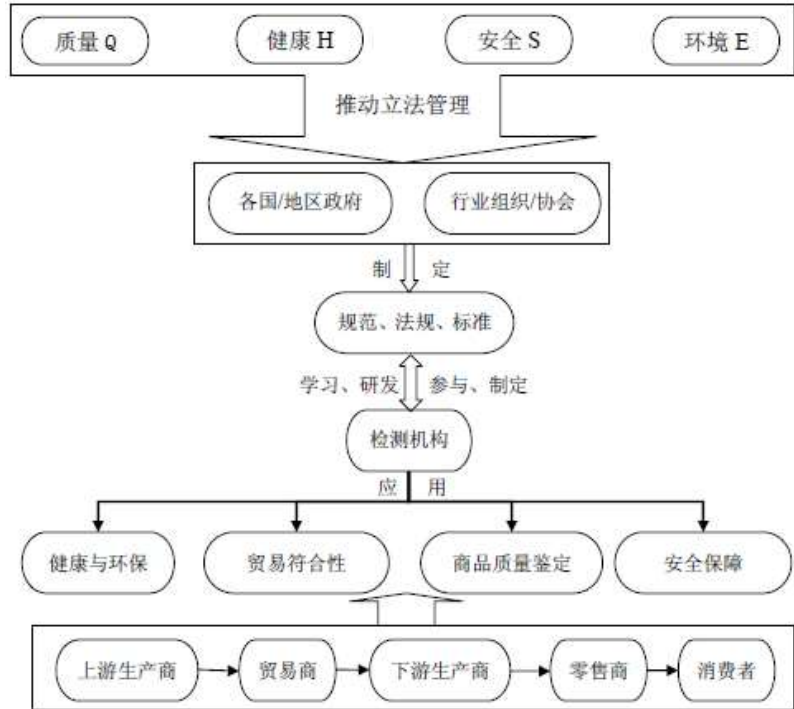 质量 Q 健康 H 安全 S 环境 E
推动立法管理
各国/地区政府 行业组织/协会
制 定
规范、法规、标准
学习、研发 参与、制定
检测机构
应 用
健康与环保 贸易符合性 商品质量鉴定 安全保障
上游生产商 贸易商 下游生产商 零售商 消费者